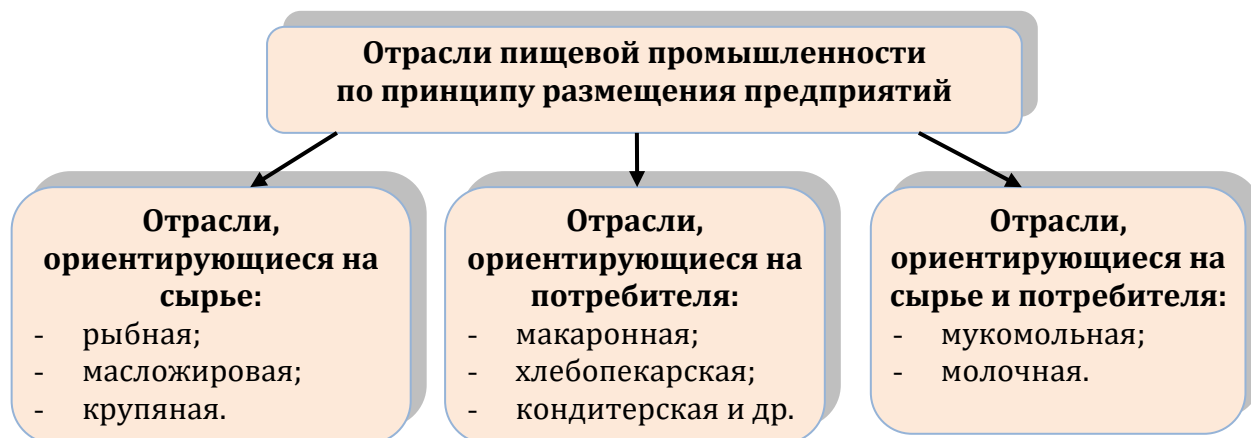 Отрасли пищевой промышленности
по принципу размещения предприятий
Отрасли,
ориентирующиеся на
сырье:
- рыбная;
- масложировая;
- крупяная.
Отрасли,
ориентирующиеся на
потребителя:
- макаронная;
- хлебопекарская;
- кондитерская и др.
Отрасли,
ориентирующиеся на
сырье и потребителя:
- мукомольная;
- молочная.